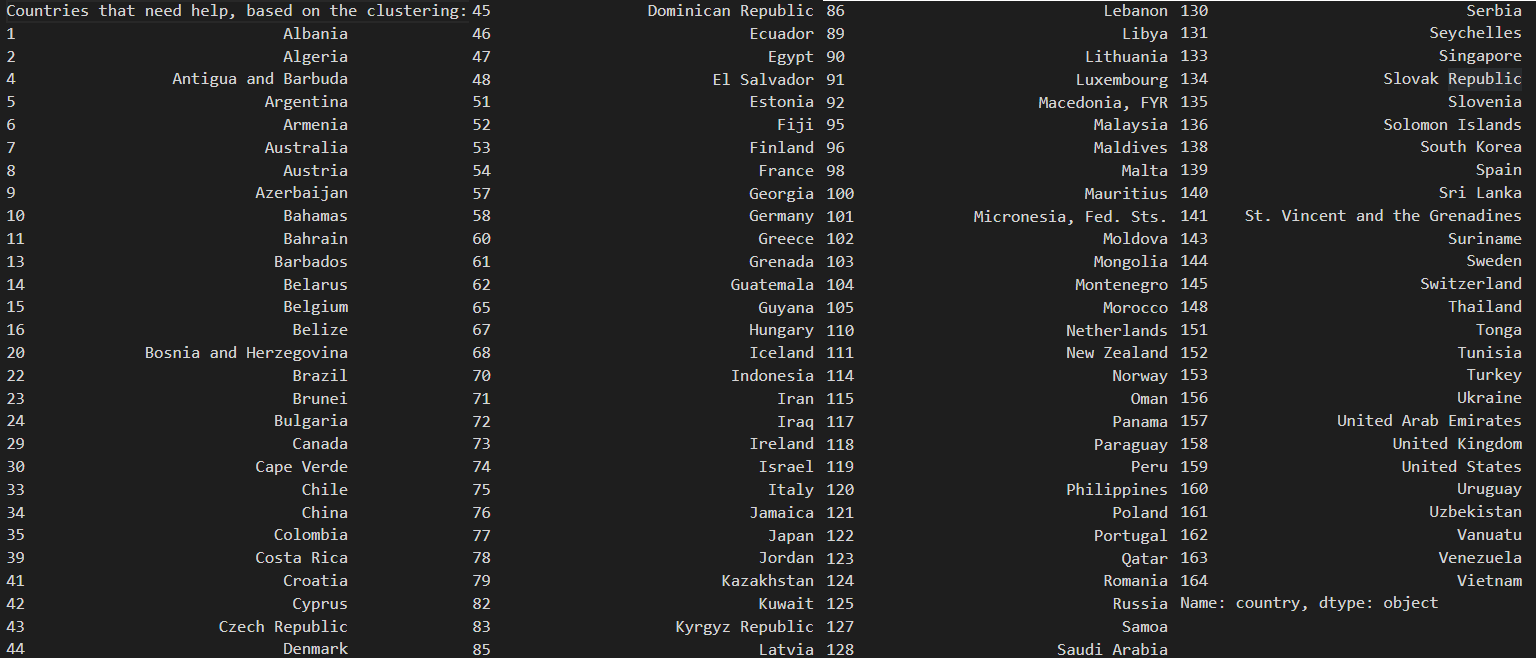 Countries that need help, based on the clustering:
1 Albania
2 Algeria
4 Antigua and Barbuda
5 Argentina
6 Armenia
7 Australia
8 Austria
9 Azerbaijan
10 Bahamas
11 Bahrain
13 Barbados
14 Belarus
15 Belgium
16 Belize
20 Bosnia and Herzegovina
22 Brazil
23 Brunei
24 Bulgaria
29 Canada
30 Cape Verde
33 Chile
34 China
35 Colombia
39 Costa Rica
41 Croatia
42 Cyprus
43 Czech Republic
44 Denmark
45 Dominican Republic
46 Ecuador
47 Egypt
48 El Salvador
51 Estonia
52 Fiji
53 Finland
54 France
57 Georgia
58 Germany
60 Greece
61 Grenada
62 Guatemala
65 Guyana
67 Hungary
68 Iceland
70 Indonesia
71 Iran
72 Iraq
73 Ireland
74 Israel
75 Italy
76 Jamaica
77 Japan
78 Jordan
79 Kazakhstan
82 Kuwait
83 Kyrgyz Republic
85 Latvia
86 Lebanon
89 Libya
90 Lithuania
91 Luxembourg
92 Macedonia, FYR
95 Malaysia
96 Maldives
98 Malta
100 Mauritius
101 Micronesia, Fed. Sts.
102 Moldova
103 Mongolia
104 Montenegro
105 Morocco
110 Netherlands
111 New Zealand
114 Norway
115 Oman
117 Panama
118 Paraguay
119 Peru
120 Philippines
121 Poland
122 Portugal
123 Qatar
124 Romania
125 Russia
127 Samoa
128 Saudi Arabia
130 Serbia
131 Seychelles
133 Singapore
134 Slovak Republic
135 Slovenia
136 Solomon Islands
138 South Korea
139 Spain
140 Sri Lanka
141 St. Vincent and the Grenadines
143 Suriname
144 Sweden
145 Switzerland
148 Thailand
151 Tonga
152 Tunisia
153 Turkey
156 Ukraine
157 United Arab Emirates
158 United Kingdom
159 United States
160 Uruguay
161 Uzbekistan
162 Vanuatu
163 Venezuela
164 Vietnam
Name: country, dtype: object